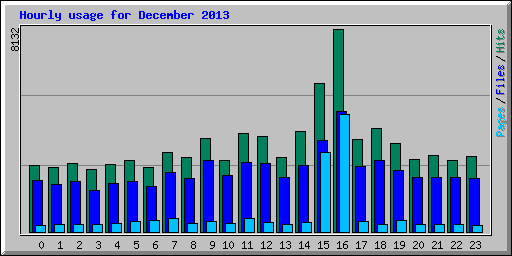 Hourly usage for December 2013
8132
Pages/Files/Hits
0 1 2 3 4 5 6 7 8 9 10 11 12 13 14 15 16 17 18 19 20 21 22 23